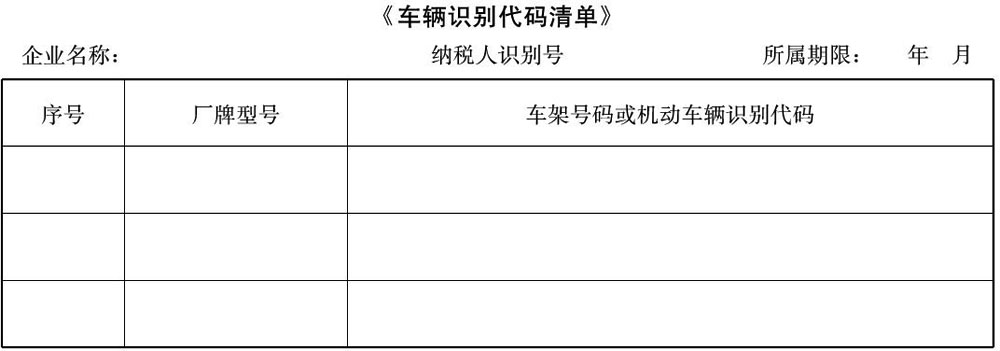 《车辆识别代码清单》
企业名称： 纳税人识别号 所属期限： 年 月
序号 厂牌型号 车架号码或机动车辆识别代码